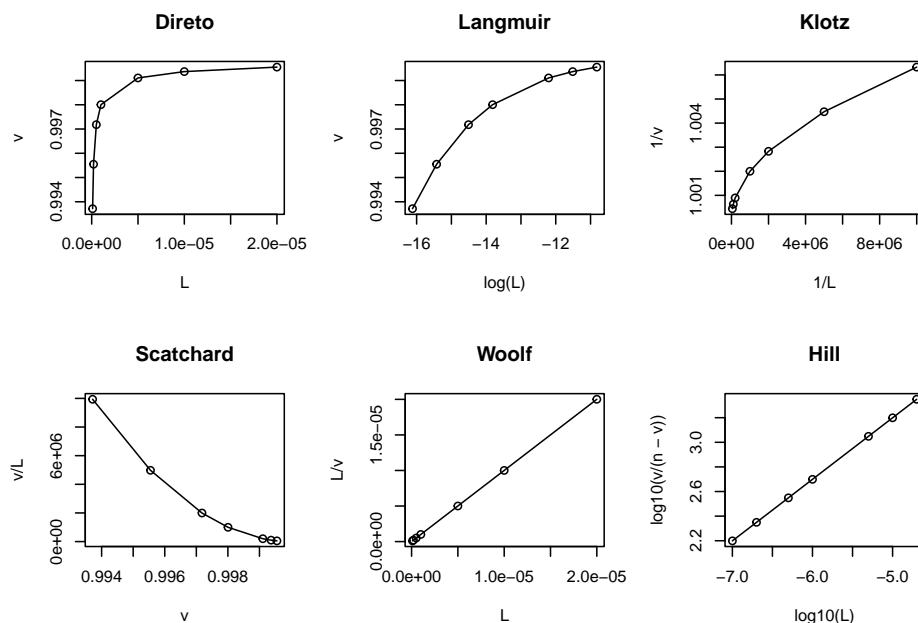 Direto
v
0.994 0.997
0.0e+00 1.0e-05 2.0e-05
L
Langmuir
v
0.994 0.997
−16 −14 −12
log(L)
Klotz
1/v
1.001 1.004
0e+00 4e+06 8e+06
1/L
Scatchard
v/L
0e+00 6e+06
0.994 0.996 0.998
v
Woolf
L/v
0.0e+00 1.5e-05
0.0e+00 1.0e-05 2.0e-05
L
Hill
log10(v/(n − v))
2.2 2.6 3.0
−7.0 −6.0 −5.0
log10(L)